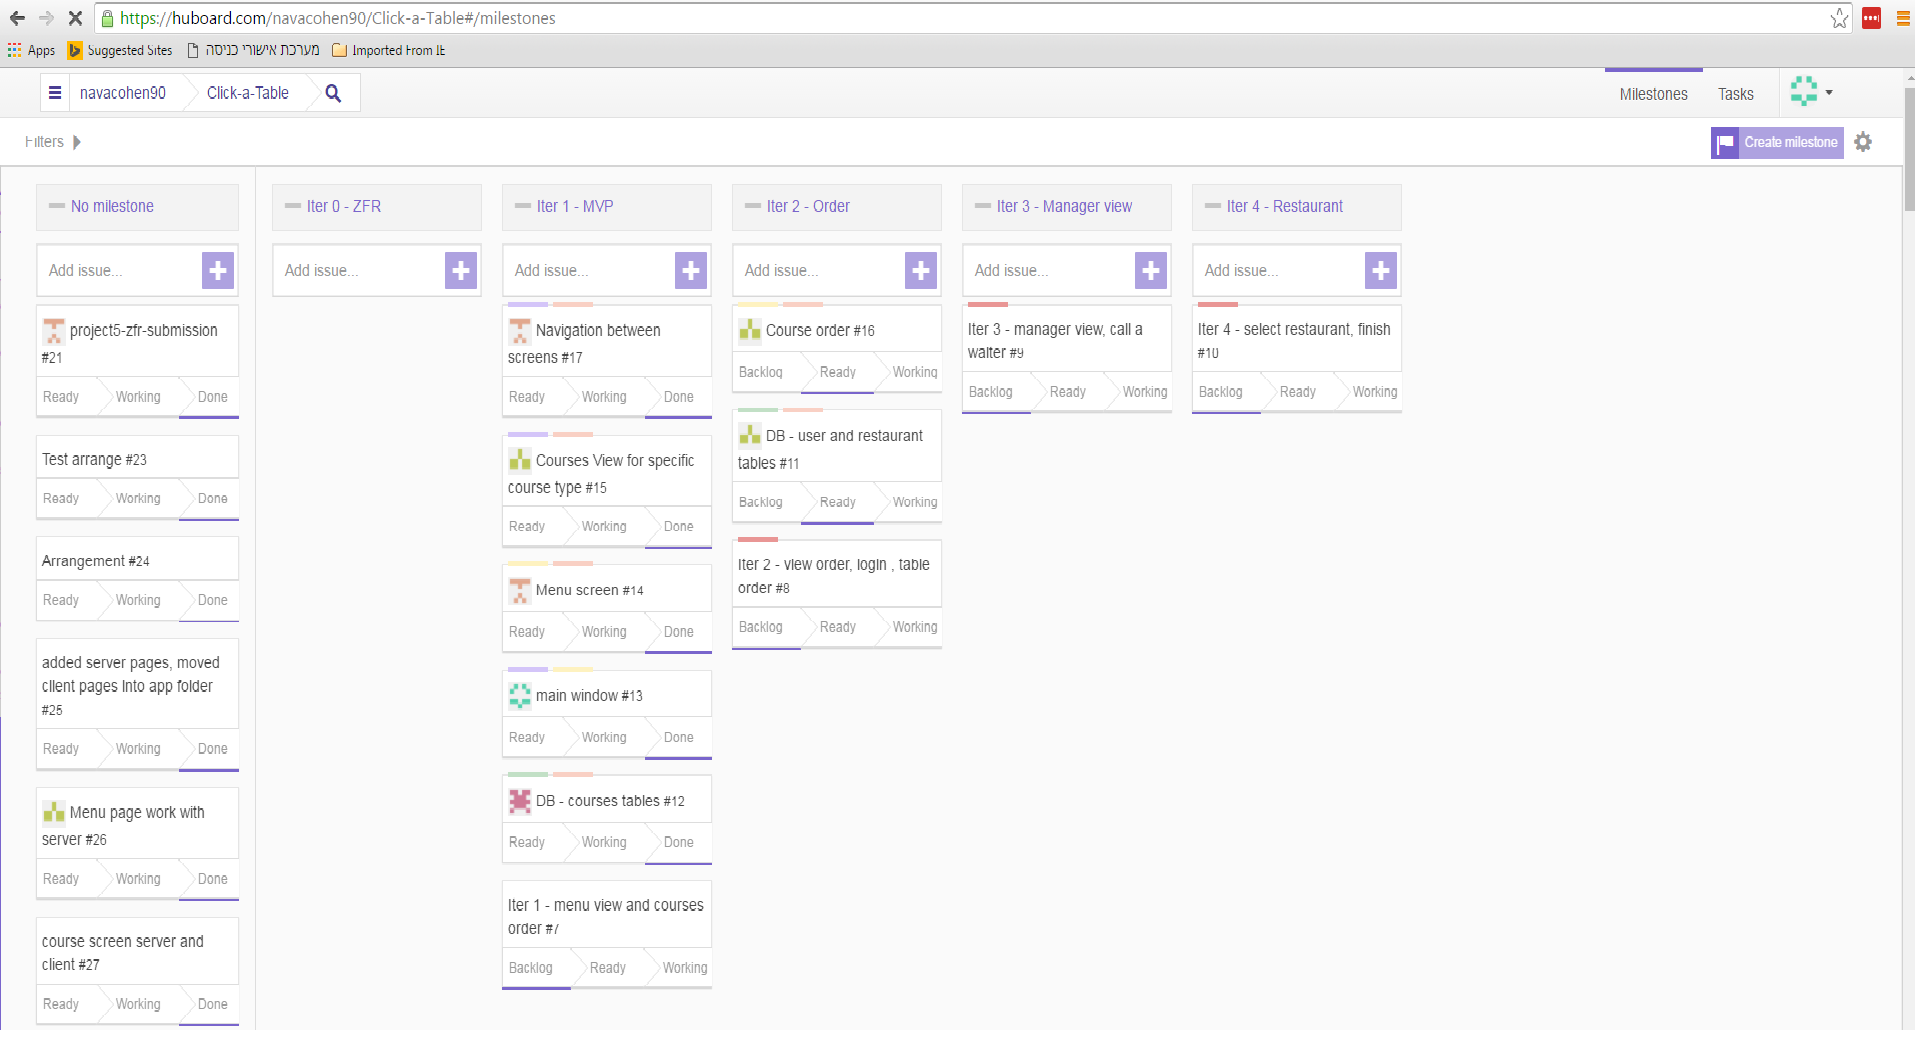 https://huboard.com/navacohen90/Click-a-Table#/milestones
Apps Suggested Sites מערכת אישורי כניסה Imported From IE
navacohen90 Click-a-Table Milestones Tasks
Filters Create milestone
No milestone
Add issue...
project5-zfr-submission
#21
Ready Working Done
Test arrange #23
Ready Working Done
Arrangement #24
Ready Working Done
added server pages, moved
client pages into app folder
#25
Ready Working Done
Menu page work with
server #26
Ready Working Done
course screen server and
client #27
Ready Working Done
Iter 0 - ZFR
Add issue...
Iter 1 - MVP
Add issue...
Navigation between
screens #17
Ready Working Done
Courses View for specific
course type #15
Ready Working Done
Menu screen #14
Ready Working Done
main window #13
Ready Working Done
DB - courses tables #12
Ready Working Done
Iter 1 - menu view and courses
order #7
Backlog Ready Working
Iter 2 - Order
Add issue...
Course order #16
Backlog Ready Working
DB - user and restaurant
tables #11
Backlog Ready Working
Iter 2 - view order, login , table
order #8
Backlog Ready Working
Iter 3 - Manager view
Add issue...
Iter 3 - manager view, call a
waiter #9
Backlog Ready Working
Iter 4 - Restaurant
Add issue...
Iter 4 - select restaurant, finish
#10
Backlog Ready Working